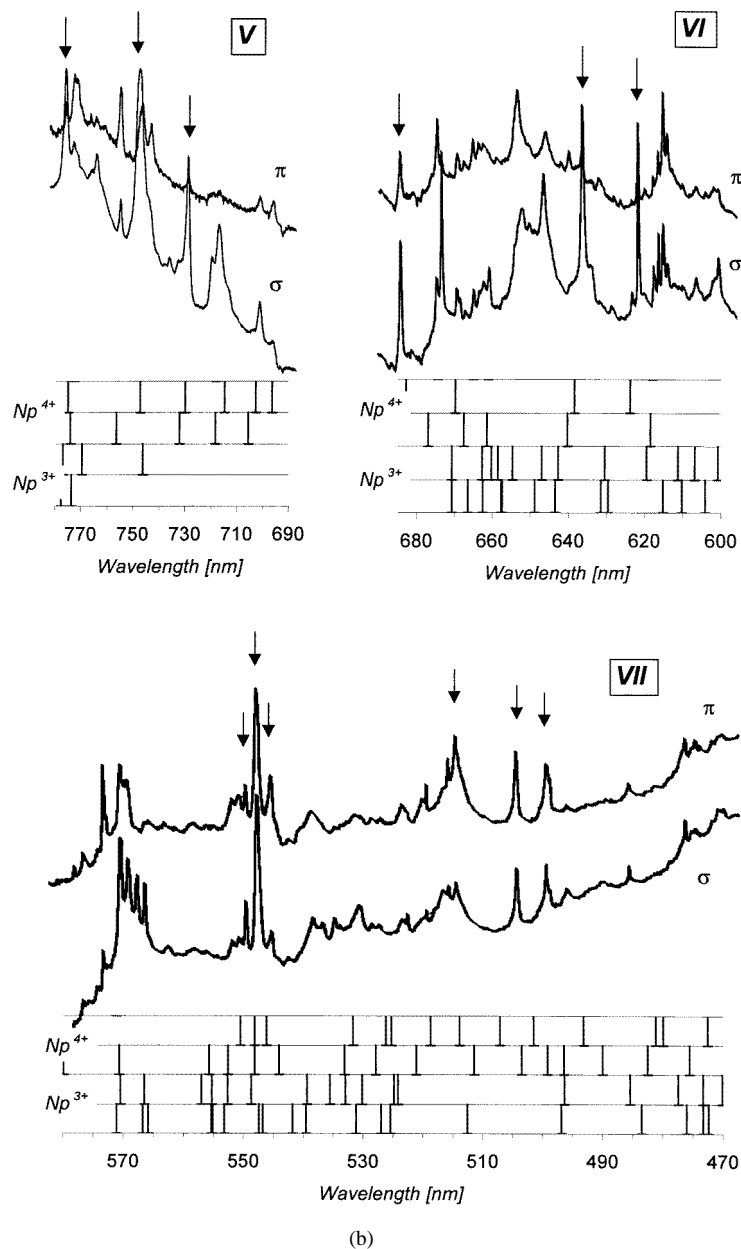 V
VI
π
π
σ
σ
Np4+
Np3+
Np4+
Np3+
770 750 730 710 690
680 660 640 620 600
Wavelength [nm]
Wavelength [nm]
VII
π
σ
Np4+
Np3+
570 550 530 510 490 470
Wavelength [nm]
(b)